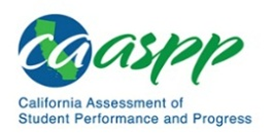 caaspp
California Assessment of
Student Performance and Progress